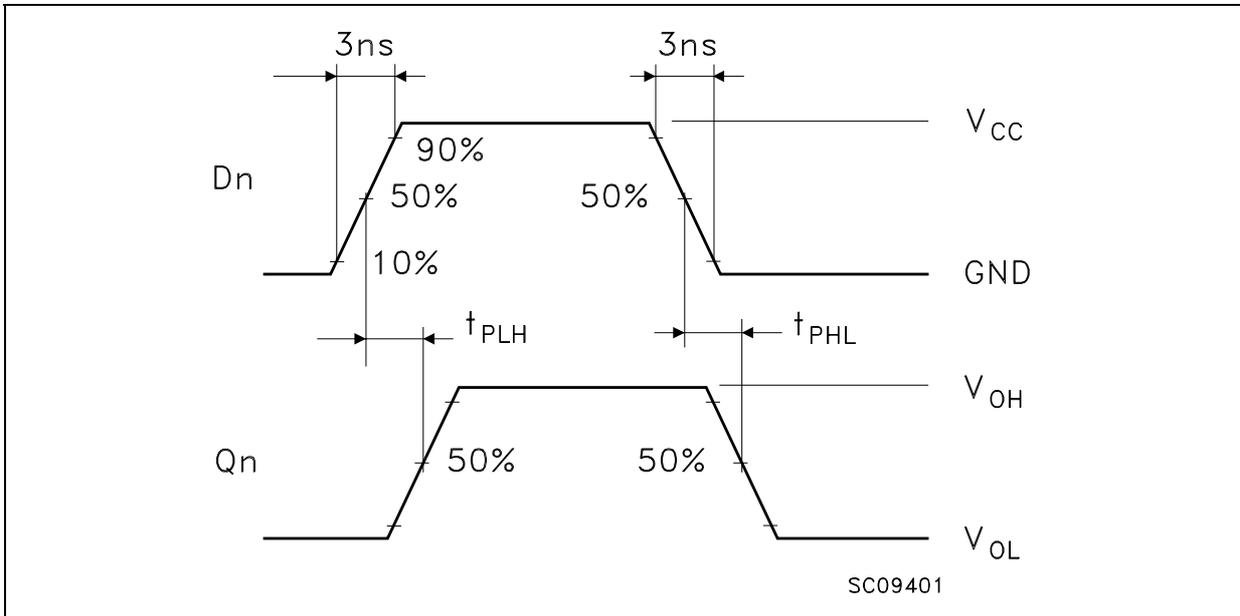 3ns 3ns
V_CC
90%
Dn
50% 50%
10%
GND
t_PLH t_PHL
V_OH
Qn
50% 50%
V_OL
SC09401